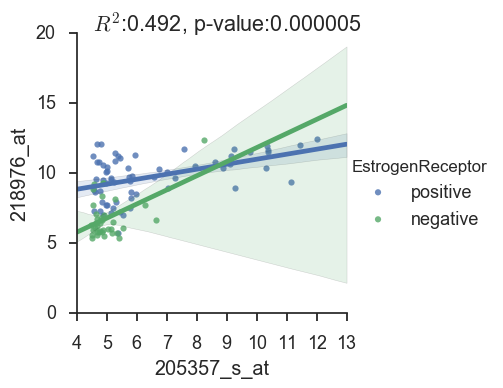 R²:0.492, p-value:0.000005
20
15
10
5
0
218976_at
4 5 6 7 8 9 10 11 12 13
205357_s_at
EstrogenReceptor
positive
negative